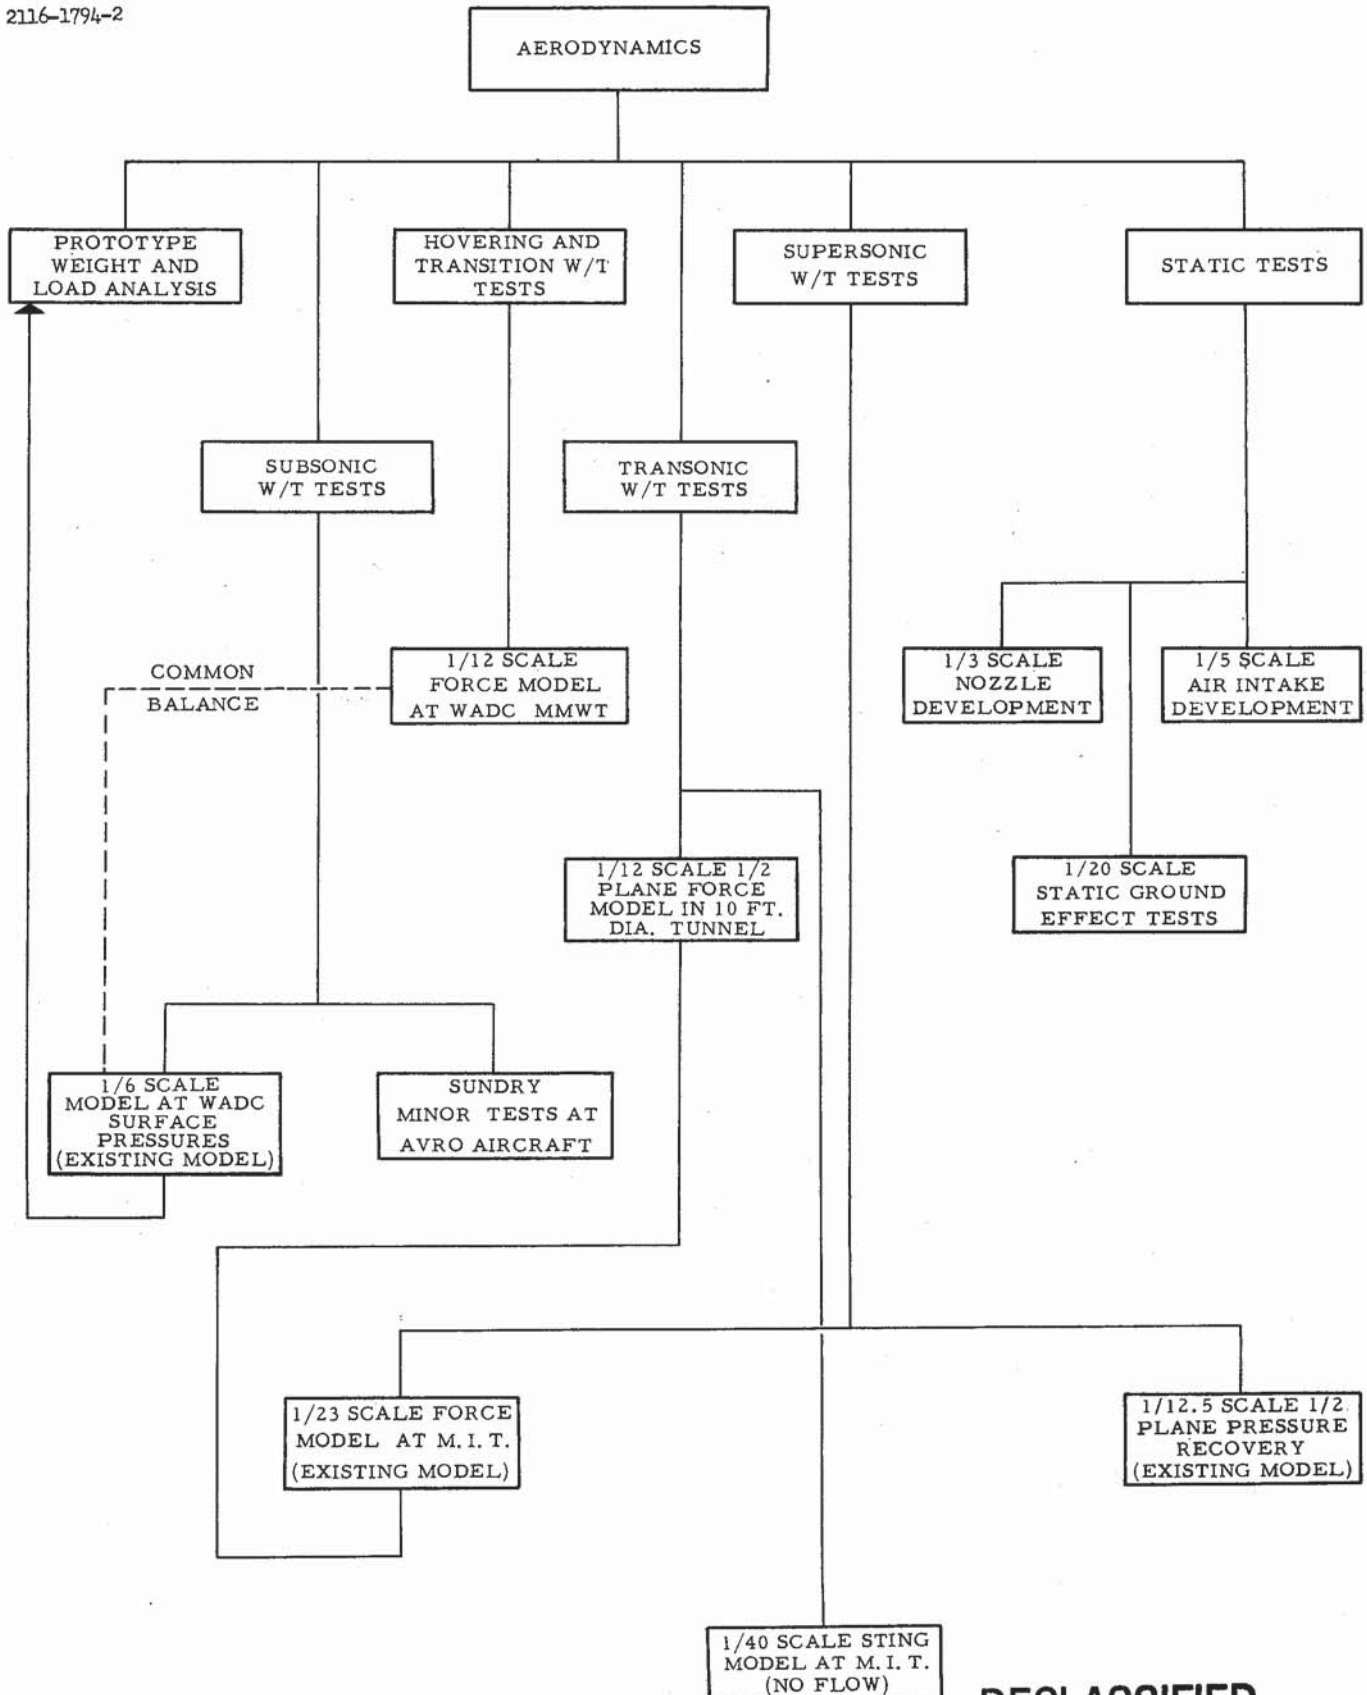 2116-1794-2
AERODYNAMICS
PROTOTYPE
WEIGHT AND
LOAD ANALYSIS
HOVERING AND
TRANSITION W/T
TESTS
SUPERSONIC
W/T TESTS
STATIC TESTS
SUBSONIC
W/T TESTS
TRANSONIC
W/T TESTS
COMMON
BALANCE
1/12 SCALE
FORCE MODEL
AT WADC MMWT
1/3 SCALE
NOZZLE
DEVELOPMENT
1/5 SCALE
AIR INTAKE
DEVELOPMENT
1/12 SCALE 1/2
PLANE FORCE
MODEL IN 10 FT.
DIA. TUNNEL
1/20 SCALE
STATIC GROUND
EFFECT TESTS
1/6 SCALE
MODEL AT WADC
SURFACE
PRESSURES
(EXISTING MODEL)
SUNDRY
MINOR TESTS AT
AVRO AIRCRAFT
1/23 SCALE FORCE
MODEL AT M.I.T.
(EXISTING MODEL)
1/12.5 SCALE 1/2
PLANE PRESSURE
RECOVERY
(EXISTING MODEL)
1/40 SCALE STING
MODEL AT M.I.T.
(NO FLOW)
DECLASSIFIED